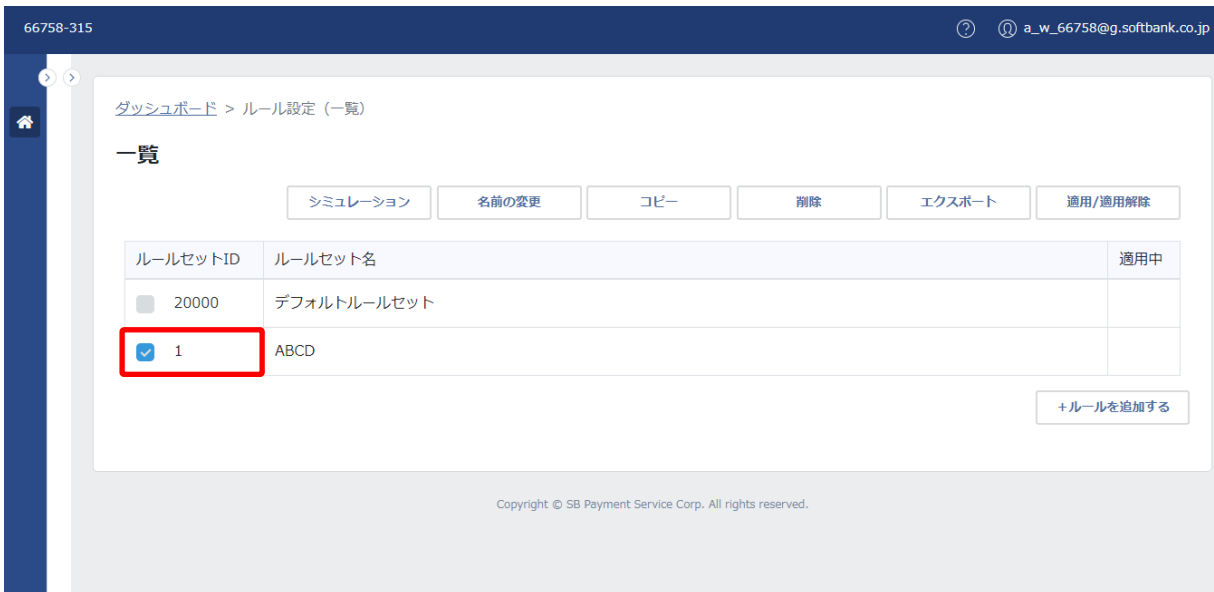 66758-315
a_w_66758@g.softbank.co.jp
ダッシュボード > ルール設定（一覧）
一覧
シミュレーション 名前の変更 コピー 削除 エクスポート 適用/適用解除
ルールセットID ルールセット名 適用中
20000 デフォルトルールセット
1 ABCD
+ルールを追加する
Copyright © SB Payment Service Corp. All rights reserved.